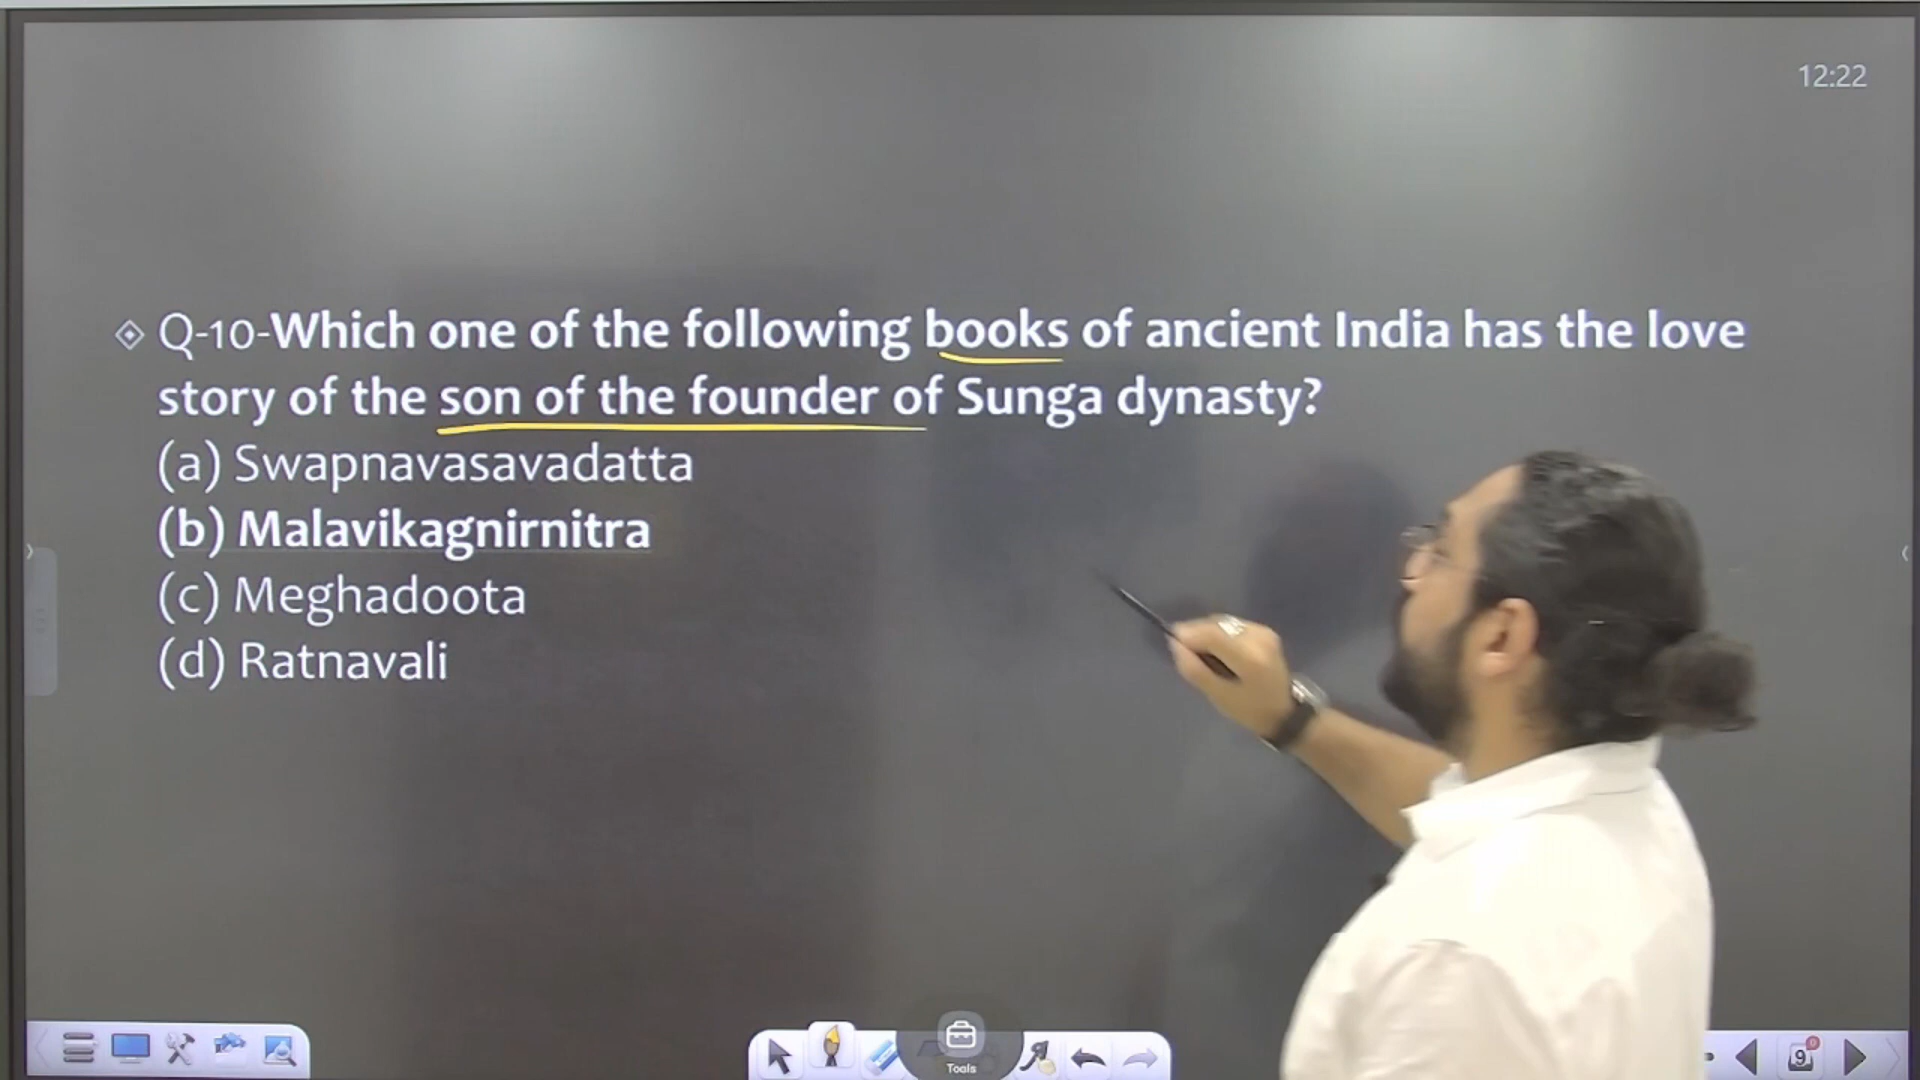 12:22
Q-10-Which one of the following books of ancient India has the love
story of the son of the founder of Sunga dynasty?
(a) Swapnavasavadatta
(b) Malavikagnirnitra
(c) Meghadoota
(d) Ratnavali
Tools
9
0